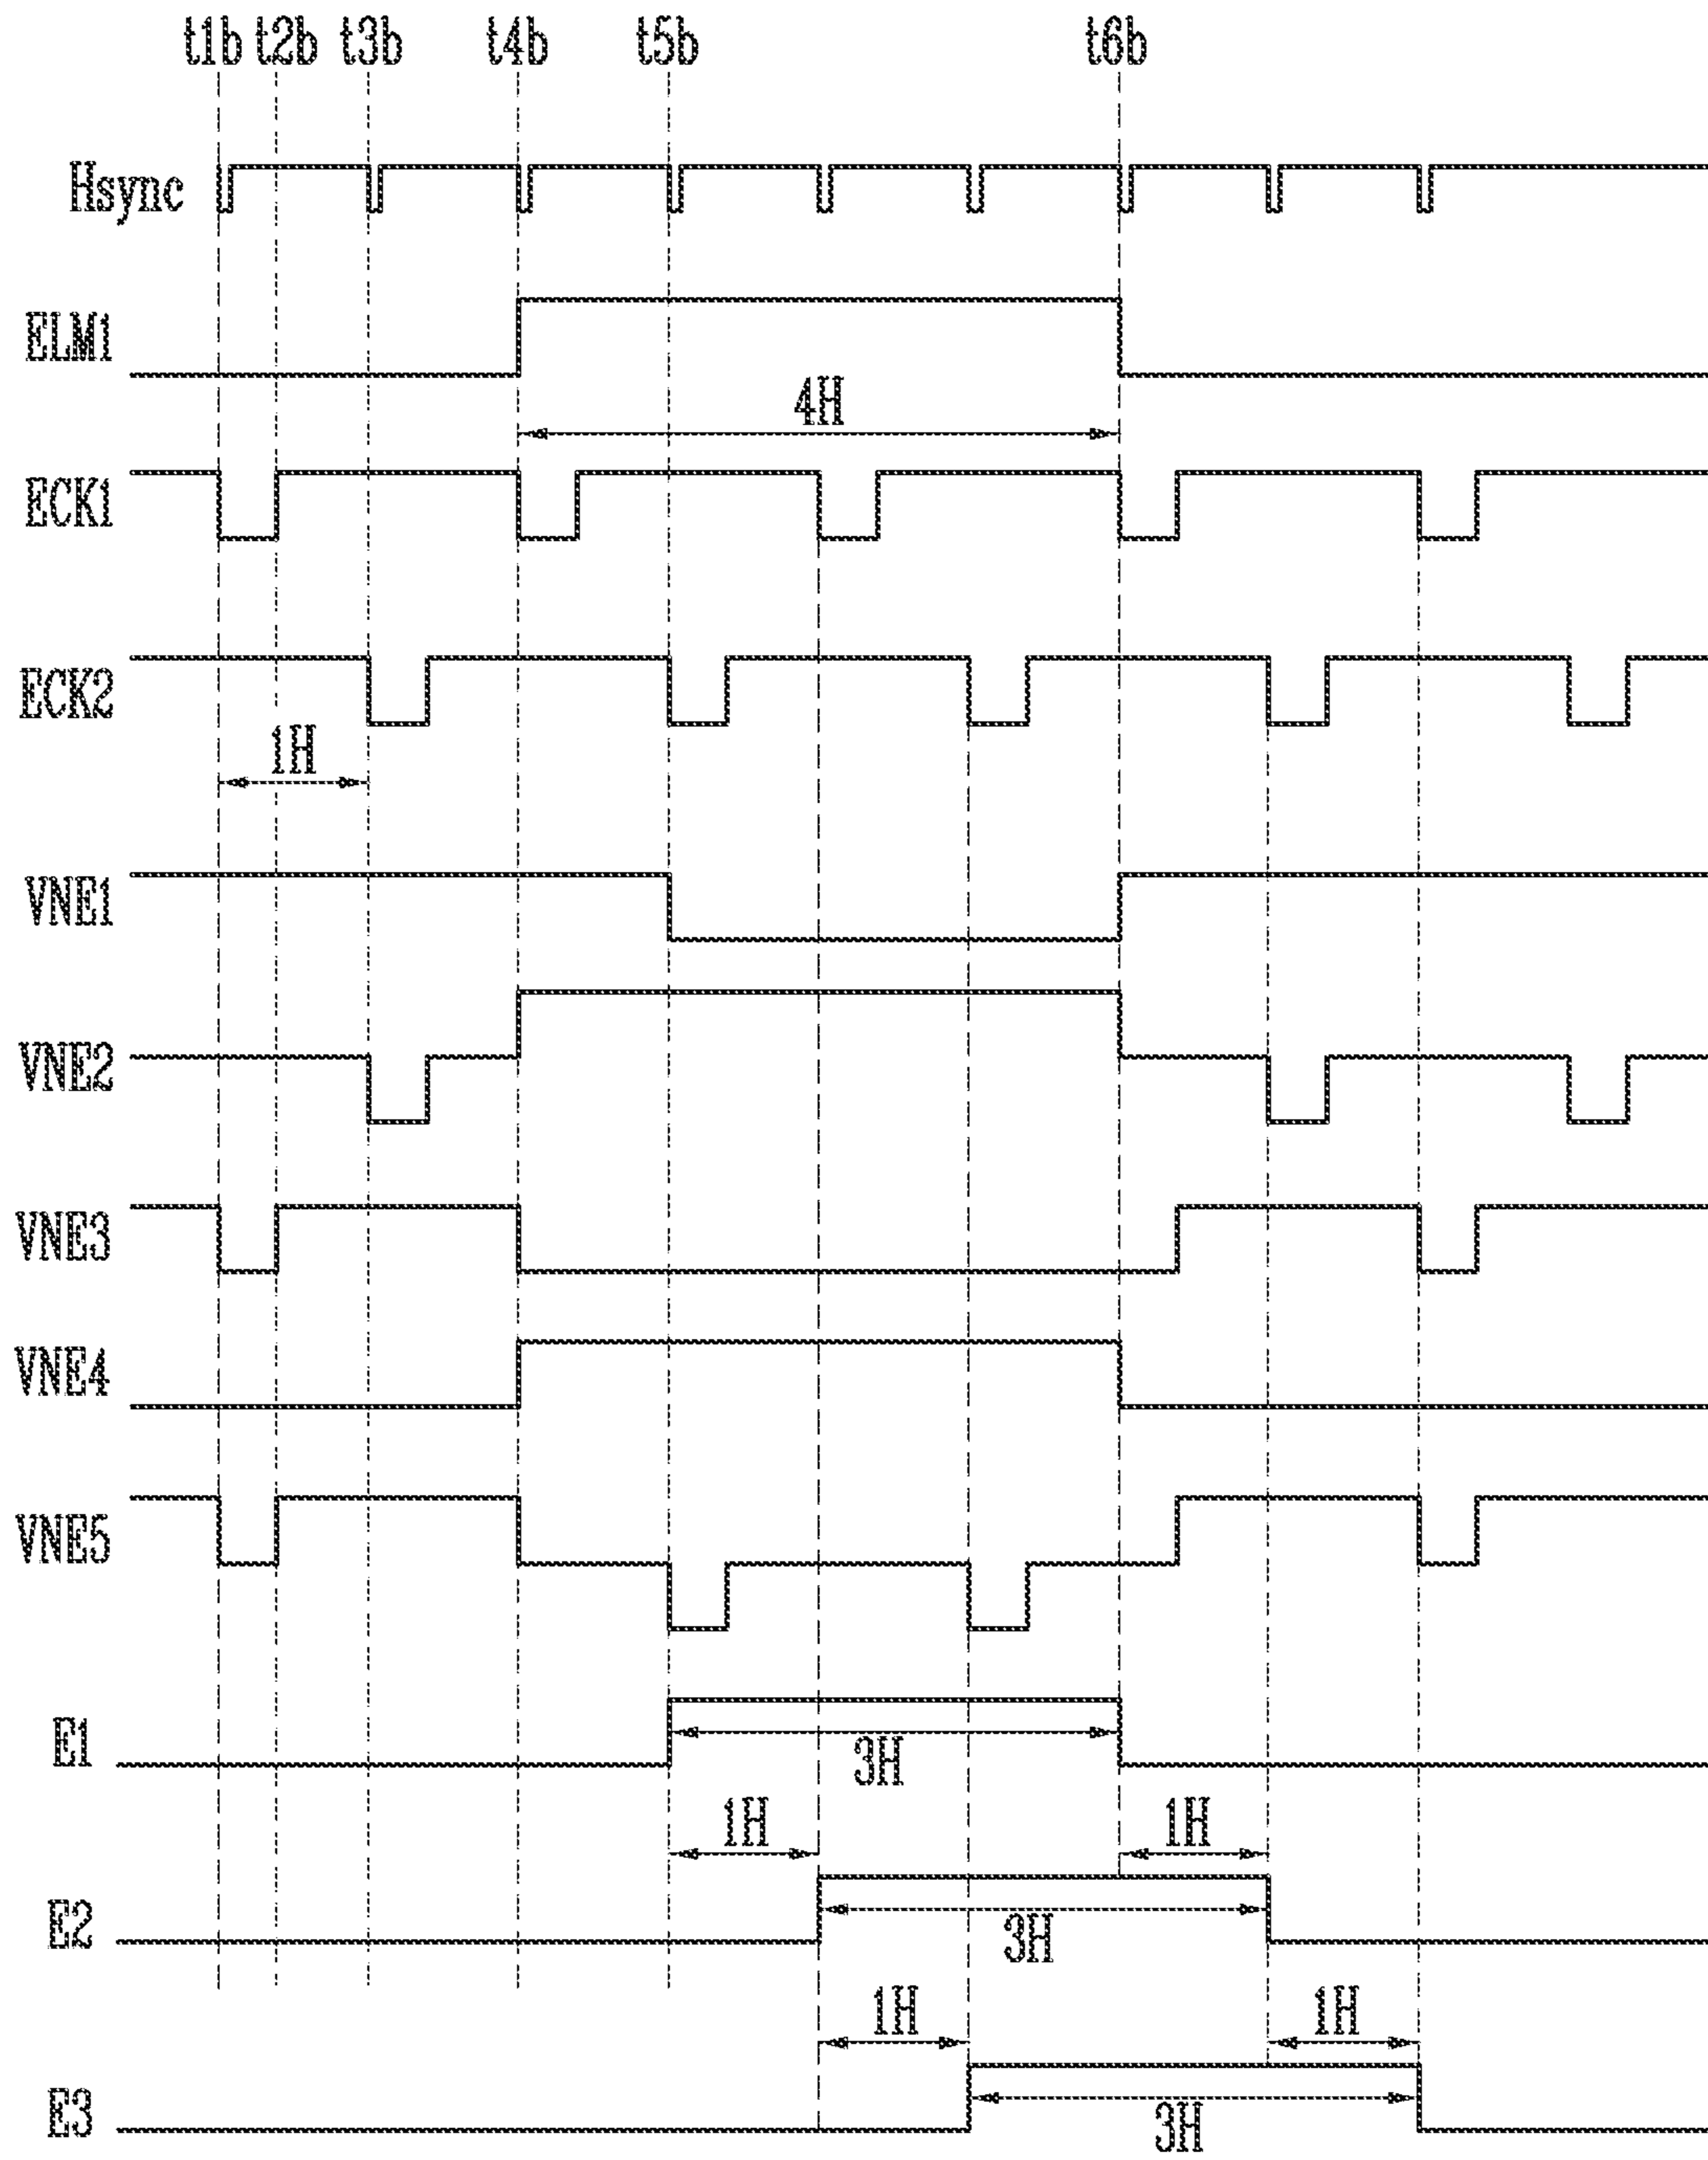 t1b t2b t3b t4b t5b t6b
Hsync
ELM1
4H
ECK1
ECK2
1H
VNE1
VNE2
VNE3
VNE4
VNE5
E1
3H
1H 1H
E2
3H
1H 1H
E3
3H